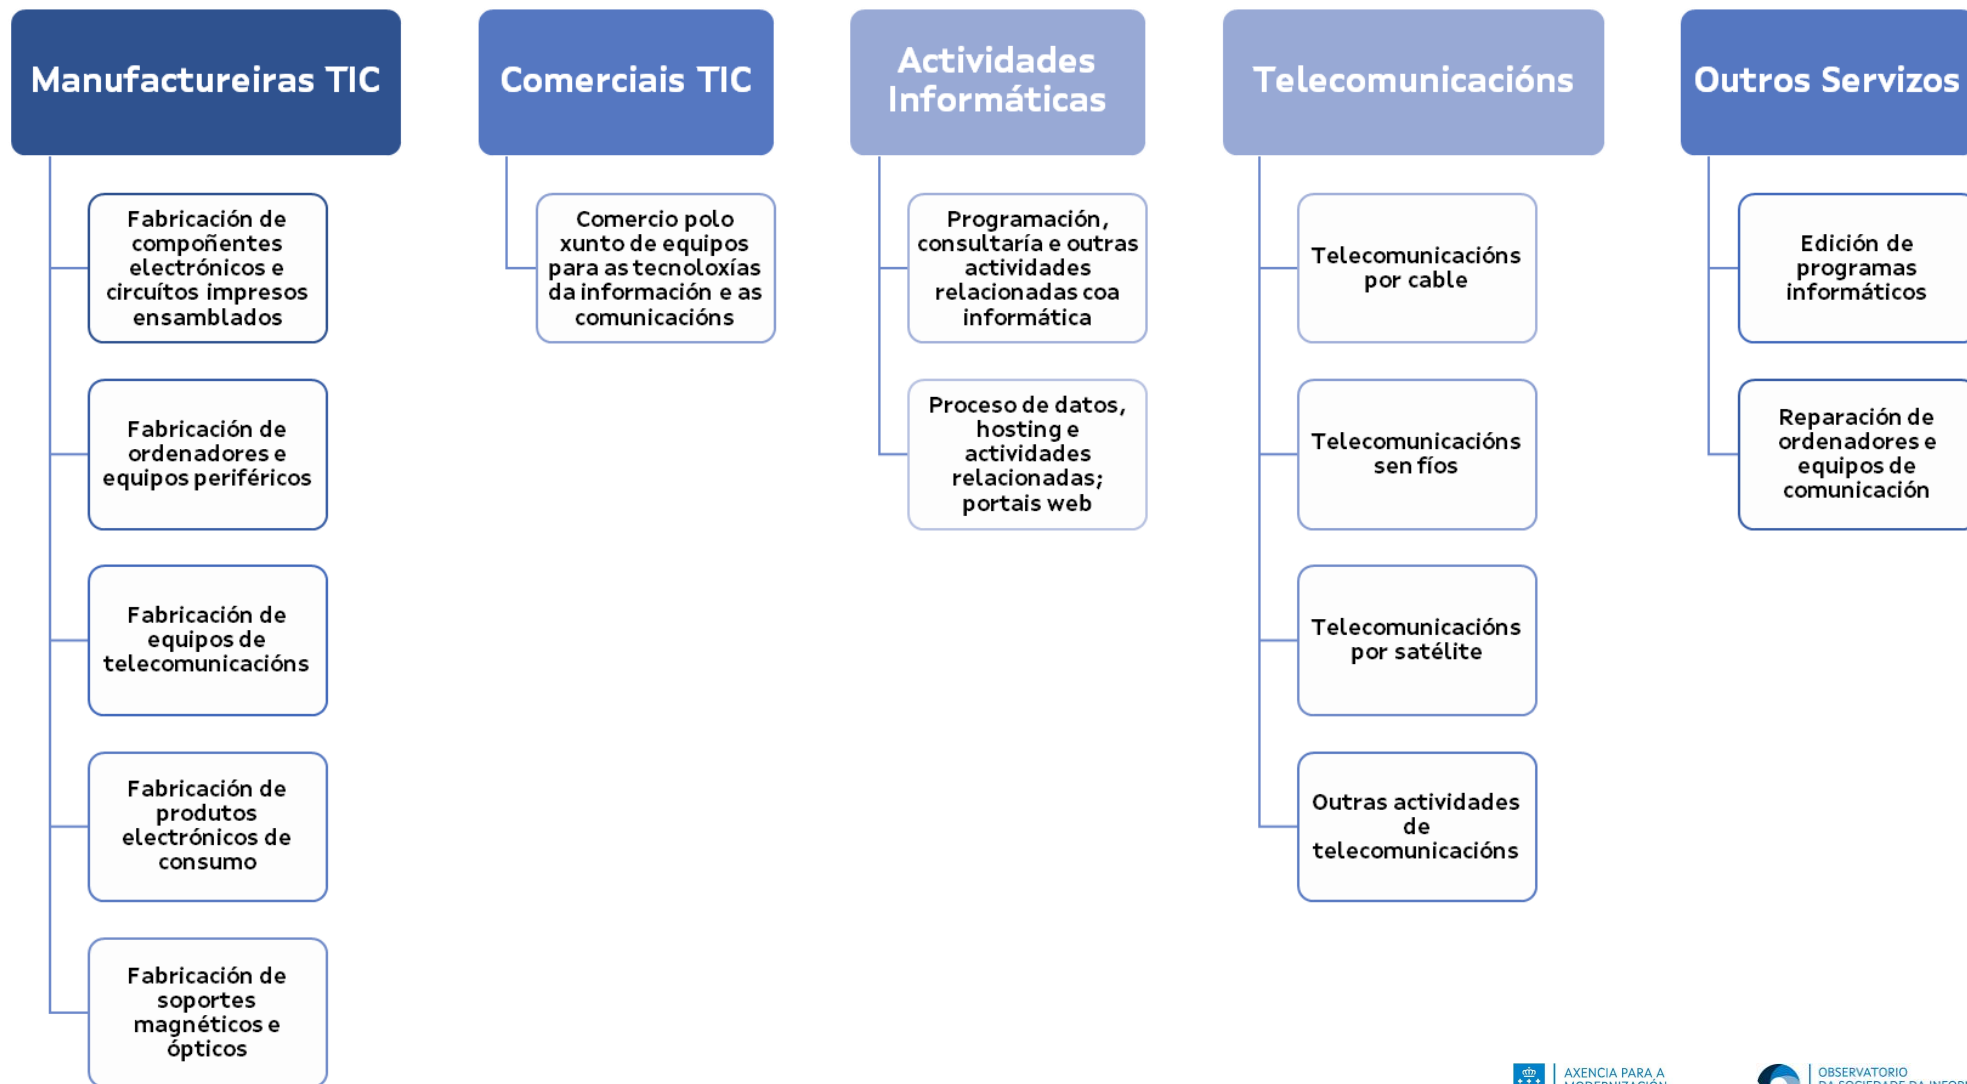 Manufactureiras TIC
Fabricación de
compoñentes
electrónicos e
circuítos impresos
ensamblados
Fabricación de
ordenadores e
equipos periféricos
Fabricación de
equipos de
telecomunicacións
Fabricación de
produtos
electrónicos de
consumo
Fabricación de
soportes
magnéticos e
ópticos
Comerciais TIC
Comercio polo
xunto de equipos
para as tecnoloxías
da información e as
comunicacións
Actividades
Informáticas
Programación,
consultaría e outras
actividades
relacionadas coa
informática
Proceso de datos,
hosting e
actividades
relacionadas;
portais web
Telecomunicacións
Telecomunicacións
por cable
Telecomunicacións
sen fíos
Telecomunicacións
por satélite
Outras actividades
de
telecomunicacións
Outros Servizos
Edición de
programas
informáticos
Reparación de
ordenadores e
equipos de
comunicación
AXENCIA PARA A
MODERNIZACIÓN
OBSERVATORIO
DA SOCIEDADE DA